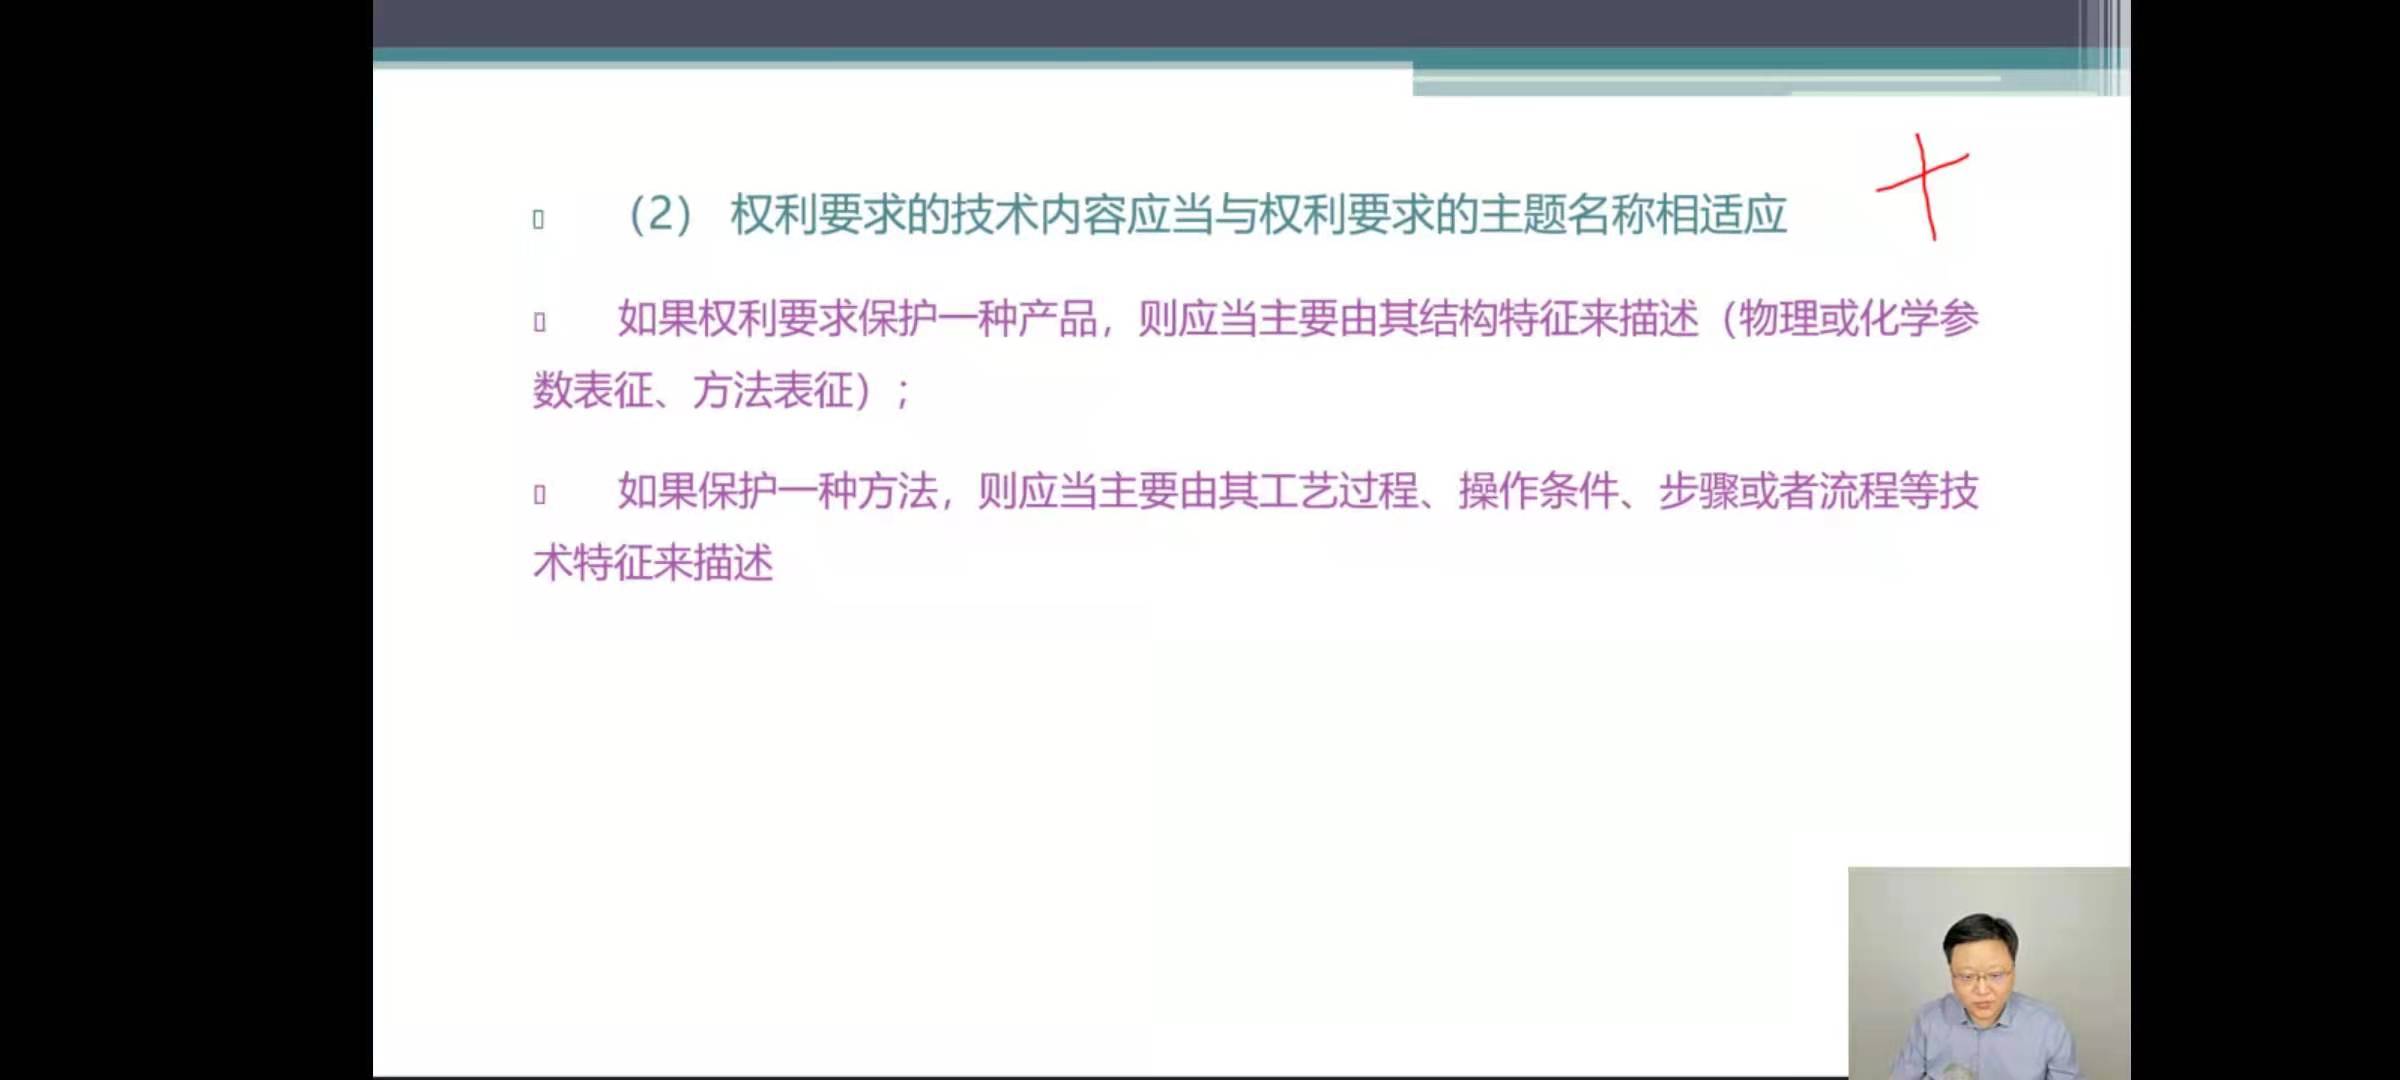 （2） 权利要求的技术内容应当与权利要求的主题名称相适应
如果权利要求保护一种产品，则应当主要由其结构特征来描述（物理或化学参
数表征、方法表征）；
如果保护一种方法，则应当主要由其工艺过程、操作条件、步骤或者流程等技
术特征来描述